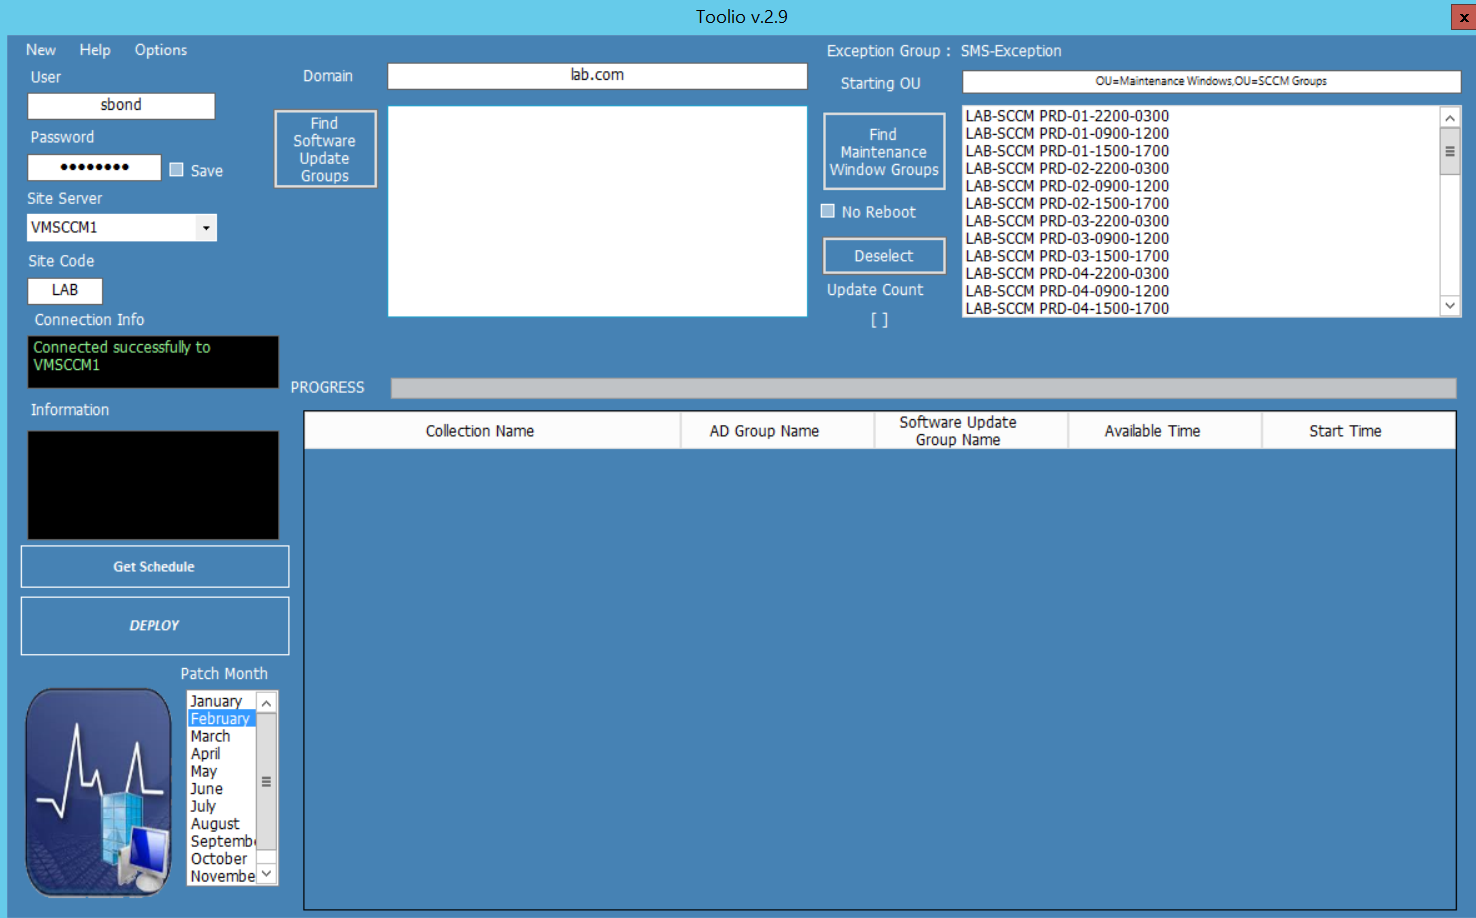 Toolio v.2.9
x
New Help Options
User
sbond
Password
••••••••
Save
Site Server
VMSCCM1
Site Code
LAB
Connection Info
Connected successfully to
VMSCCM1
Information
Get Schedule
DEPLOY
Patch Month
January
February
March
April
May
June
July
August
Septembe
October
Novembe
Domain
lab.com
Find
Software
Update
Groups
Exception Group : SMS-Exception
Starting OU
OU=Maintenance Windows,OU=SCCM Groups
Find
Maintenance
Window Groups
No Reboot
Deselect
Update Count
[ ]
LAB-SCCM PRD-01-2200-0300
LAB-SCCM PRD-01-0900-1200
LAB-SCCM PRD-01-1500-1700
LAB-SCCM PRD-02-2200-0300
LAB-SCCM PRD-02-0900-1200
LAB-SCCM PRD-02-1500-1700
LAB-SCCM PRD-03-2200-0300
LAB-SCCM PRD-03-0900-1200
LAB-SCCM PRD-03-1500-1700
LAB-SCCM PRD-04-2200-0300
LAB-SCCM PRD-04-0900-1200
LAB-SCCM PRD-04-1500-1700
PROGRESS
Collection Name
AD Group Name
Software Update
Group Name
Available Time
Start Time